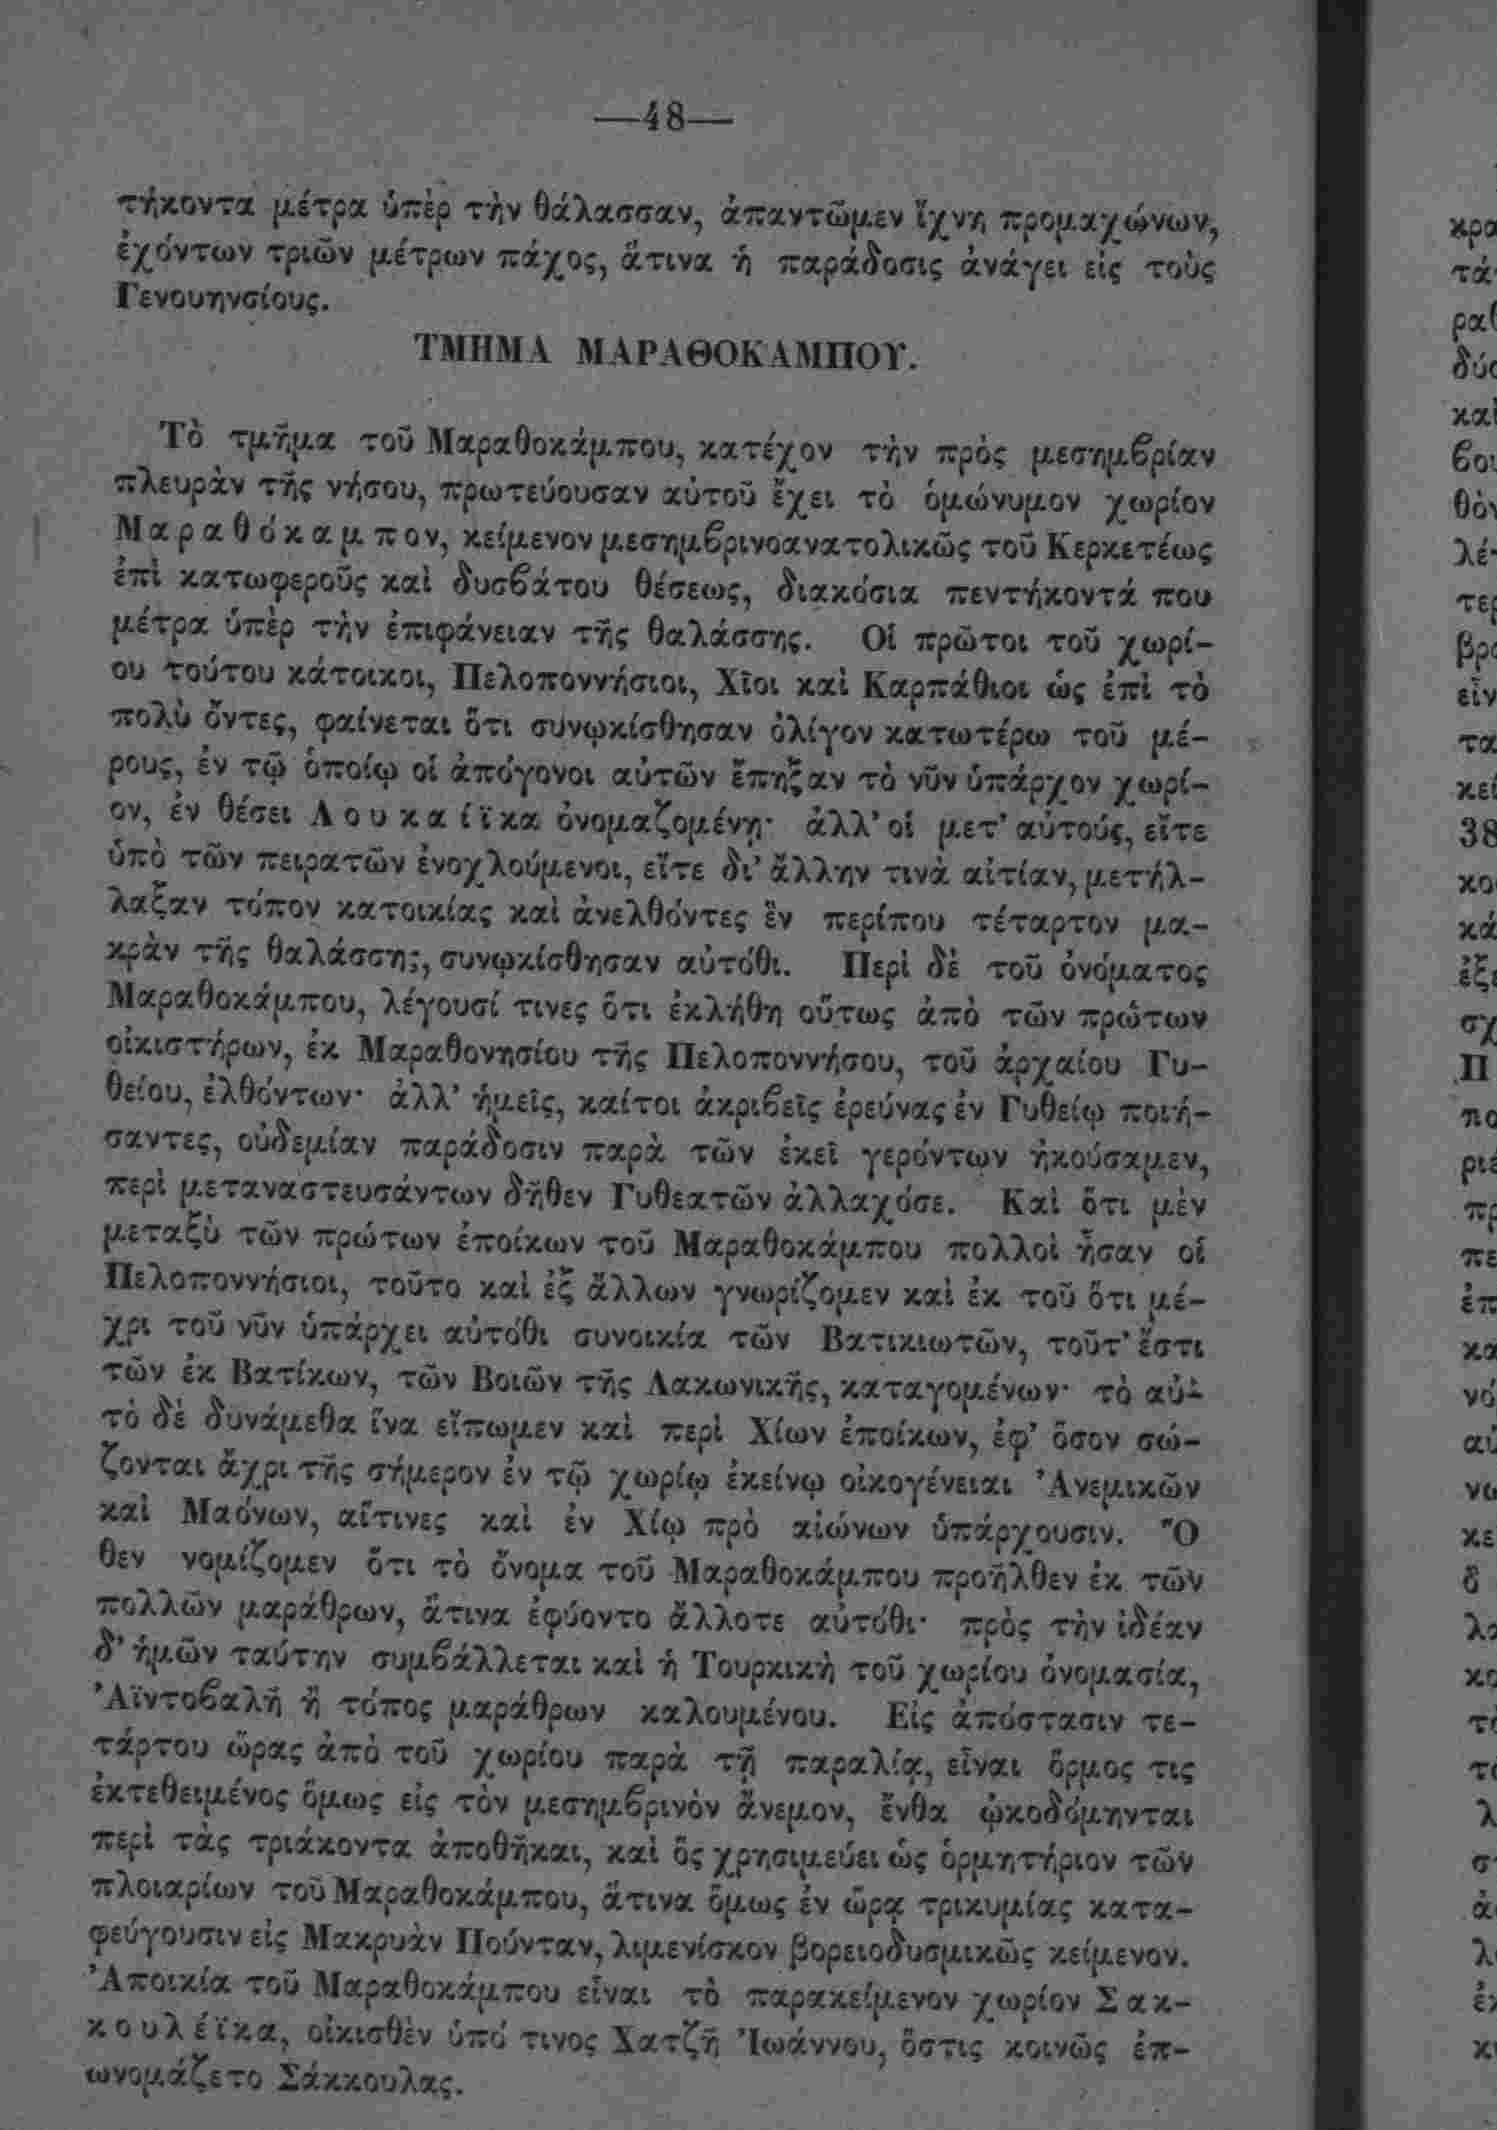 —48—
τήκοντα μέτρα ὑπὲρ τὴν θάλασσαν, ἀπαντῶμεν ἴχνη προμαχώνων,
ἐχόντων τριῶν μέτρων πάχος, ἅτινα ἡ παράδοσις ἀνάγει εἰς τοὺς
Γενουηνσίους.
ΤΜΗΜΑ ΜΑΡΑΘΟΚΑΜΠΟΥ.
Τὸ τμῆμα τοῦ Μαραθοκάμπου, κατέχον τὴν πρὸς μεσημβρίαν
πλευρὰν τῆς νήσου, πρωτεύουσαν αὑτοῦ ἔχει τὸ ὁμώνυμον χωρίον
Μαραθόκαμπον, κείμενον μεσημβρινοανατολικῶς τοῦ Κερκετέως
ἐπὶ κατωφεροῦς καὶ δυσβάτου θέσεως, διακόσια πεντήκοντά που
μέτρα ὑπὲρ τὴν ἐπιφάνειαν τῆς θαλάσσης. Οἱ πρῶτοι τοῦ χωρί-
ου τούτου κάτοικοι, Πελοποννήσιοι, Χῖοι καὶ Καρπάθιοι ὡς ἐπὶ τὸ
πολὺ ὄντες, φαίνεται ὅτι συνῳκίσθησαν ὀλίγον κατωτέρω τοῦ μέ-
ρους, ἐν τῷ ὁποίῳ οἱ ἀπόγονοι αὐτῶν ἔπηξαν τὸ νῦν ὑπάρχον χωρί-
ον, ἐν θέσει Λουκαίϊκα ὀνομαζομένῃ· ἀλλ' οἱ μετ' αὐτούς, εἴτε
ὑπὸ τῶν πειρατῶν ἐνοχλούμενοι, εἴτε δι' ἄλλην τινὰ αἰτίαν, μετήλ-
λαξαν τόπον κατοικίας καὶ ἀνελθόντες ἓν περίπου τέταρτον μα-
κρὰν τῆς θαλάσσης, συνῳκίσθησαν αὐτόθι. Περὶ δὲ τοῦ ὀνόματος
Μαραθοκάμπου, λέγουσί τινες ὅτι ἐκλήθη οὕτως ἀπὸ τῶν πρώτων
οἰκιστήρων, ἐκ Μαραθονησίου τῆς Πελοποννήσου, τοῦ ἀρχαίου Γυ-
θείου, ἐλθόντων· ἀλλ' ἡμεῖς, καίτοι ἀκριβεῖς ἐρεύνας ἐν Γυθείῳ ποιή-
σαντες, οὐδεμίαν παράδοσιν παρὰ τῶν ἐκεῖ γερόντων ἠκούσαμεν,
περὶ μεταναστευσάντων δῆθεν Γυθεατῶν ἀλλαχόσε. Καὶ ὅτι μὲν
μεταξὺ τῶν πρώτων ἐποίκων τοῦ Μαραθοκάμπου πολλοὶ ἦσαν οἱ
Πελοποννήσιοι, τοῦτο καὶ ἐξ ἄλλων γνωρίζομεν καὶ ἐκ τοῦ ὅτι μέ-
χρι τοῦ νῦν ὑπάρχει αὐτόθι συνοικία τῶν Βατικιωτῶν, τοῦτ' ἔστι
τῶν ἐκ Βατίκων, τῶν Βοιῶν τῆς Λακωνικῆς, καταγομένων· τὸ αὐ-
τὸ δὲ δυνάμεθα ἵνα εἴπωμεν καὶ περὶ Χίων ἐποίκων, ἐφ' ὅσον σώ-
ζονται ἄχρι τῆς σήμερον ἐν τῷ χωρίῳ ἐκείνῳ οἰκογένειαι Ἀνεμικῶν
καὶ Μαόνων, αἵτινες καὶ ἐν Χίῳ πρὸ αἰώνων ὑπάρχουσιν. Ὅ
θεν νομίζομεν ὅτι τὸ ὄνομα τοῦ Μαραθοκάμπου προῆλθεν ἐκ τῶν
πολλῶν μαράθρων, ἅτινα ἐφύοντο ἄλλοτε αὐτόθι· πρὸς τὴν ἰδέαν
δ' ἡμῶν ταύτην συμβάλλεται καὶ ἡ Τουρκικὴ τοῦ χωρίου ὀνομασία,
Ἀϊντοβαλῆ ἢ τόπος μαράθρων καλουμένου. Εἰς ἀπόστασιν τε-
τάρτου ὥρας ἀπὸ τοῦ χωρίου παρὰ τῇ παραλίᾳ, εἶναι ὅρμος τις
ἐκτεθειμένος ὅμως εἰς τὸν μεσημβρινὸν ἄνεμον, ἔνθα ᾠκοδόμηνται
περὶ τὰς τριάκοντα ἀποθῆκαι, καὶ ὃς χρησιμεύει ὡς ὁρμητήριον τῶν
πλοιαρίων τοῦ Μαραθοκάμπου, ἅτινα ὅμως ἐν ὥρᾳ τρικυμίας κατα-
φεύγουσιν εἰς Μακρυὰν Πούνταν, λιμενίσκον βορειοδυσμικῶς κείμενον.
Ἀποικία τοῦ Μαραθοκάμπου εἶναι τὸ παρακείμενον χωρίον Σακ-
κουλέϊκα, οἰκισθὲν ὑπό τινος Χατζῆ Ἰωάννου, ὅστις κοινῶς ἐπ-
ωνομάζετο Σάκκουλας.